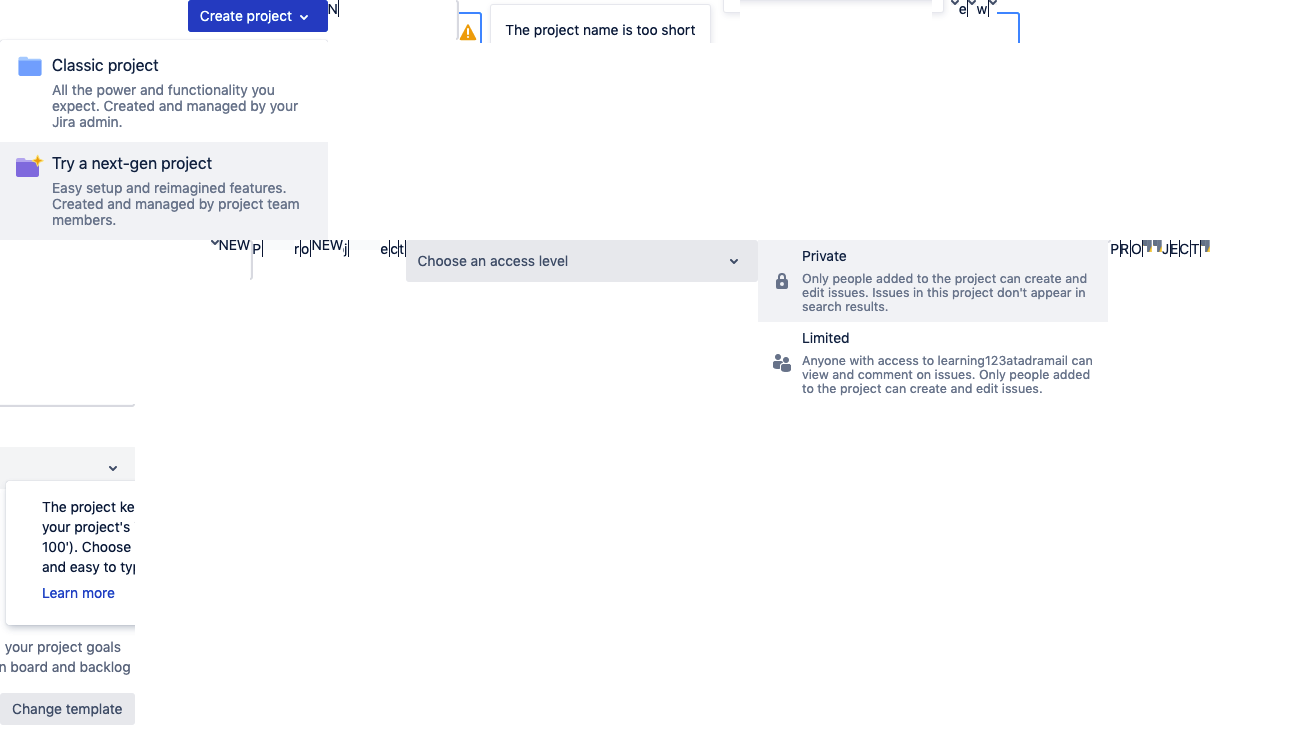 Create project
N
The project name is too short
e w
Classic project
All the power and functionality you
expect. Created and managed by your
Jira admin.
Try a next-gen project
Easy setup and reimagined features.
Created and managed by project team
members.
NEW P ro NEW j ect
Choose an access level
Private
Only people added to the project can create and
edit issues. Issues in this project don't appear in
search results.
PRO JECT
Limited
Anyone with access to learning123atadramail can
view and comment on issues. Only people added
to the project can create and edit issues.
The project ke
your project's
100'). Choose
and easy to typ
Learn more
your project goals
n board and backlog
Change template